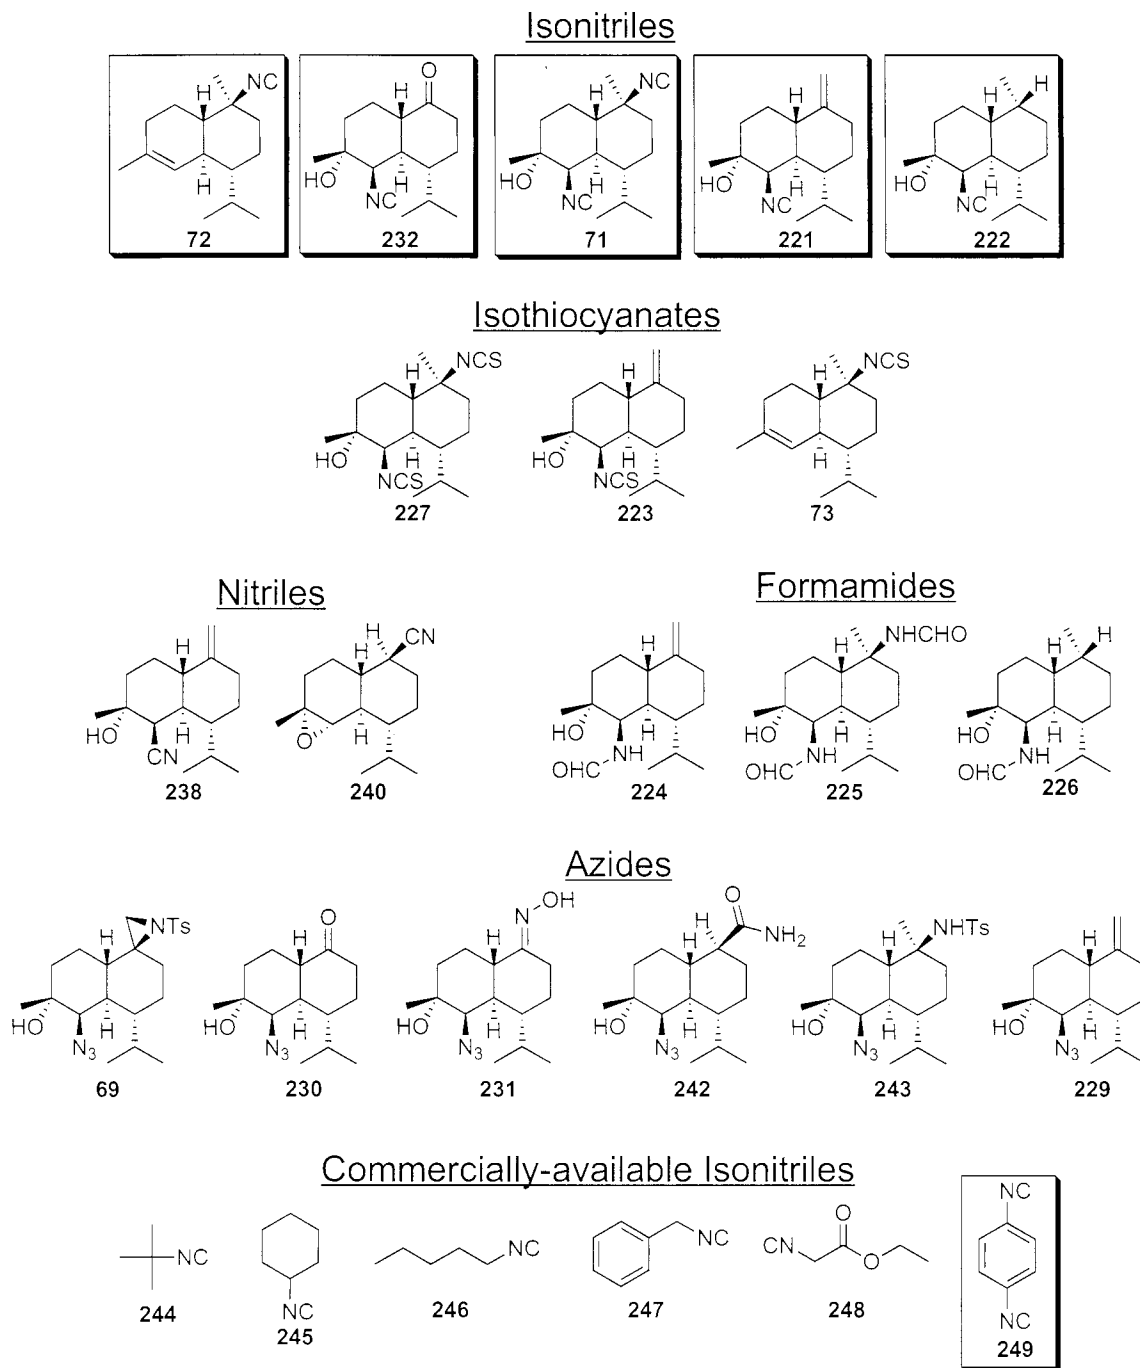 Isonitriles
H NC
H
72
O
H
HO NC H
232
H NC
HO NC H
71
H
HO NC H
221
H H
HO NC H
222
Isothiocyanates
H NCS
HO NCS H
227
H
HO NCS H
223
H NCS
H
73
Nitriles
H
HO CN H
238
H H CN
O H
240
Formamides
H
HO H
OHC NH
224
H NHCHO
HO H
OHC NH
225
H H
HO H
OHC NH
226
Azides
H NTs
HO N3 H
69
H O
HO N3 H
230
H N OH
HO N3 H
231
H H O NH2
HO N3 H
242
H NHTs
HO N3 H
243
H
HO N3 H
229
Commercially-available Isonitriles
NC
244
NC
245
NC
246
NC
247
CN O O
248
NC
NC
249